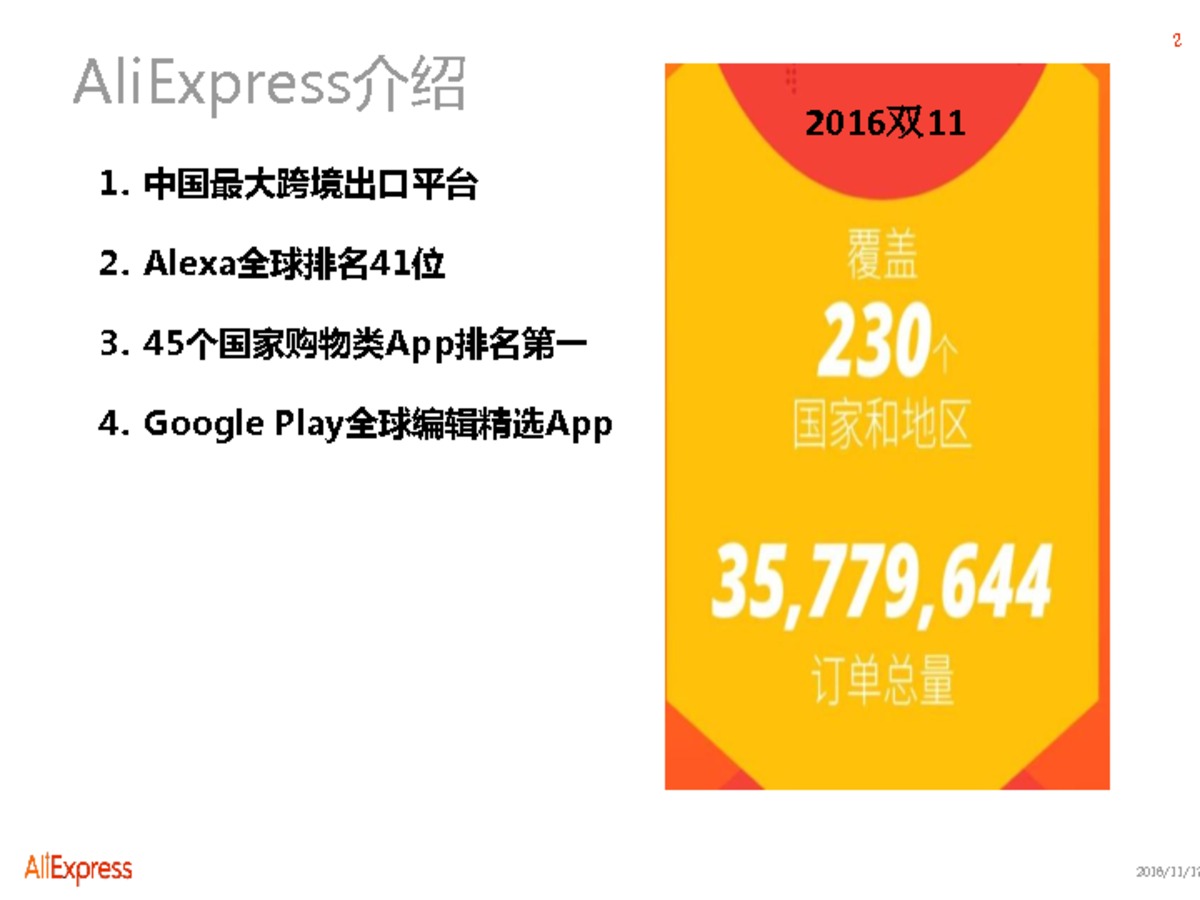 2
AliExpress介绍
1. 中国最大跨境出口平台
2. Alexa全球排名41位
3. 45个国家购物类App排名第一
4. Google Play全球编辑精选App
2016双11
覆盖
230个
国家和地区
35,779,644
订单总量
AliExpress